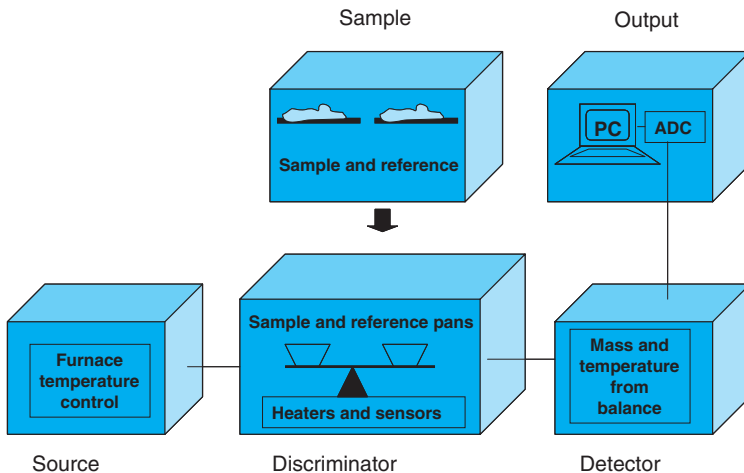 Sample
Output
PC
ADC
Sample and reference
Sample and reference pans
Furnace
temperature
control
Heaters and sensors
Mass and
temperature
from
balance
Source
Discriminator
Detector